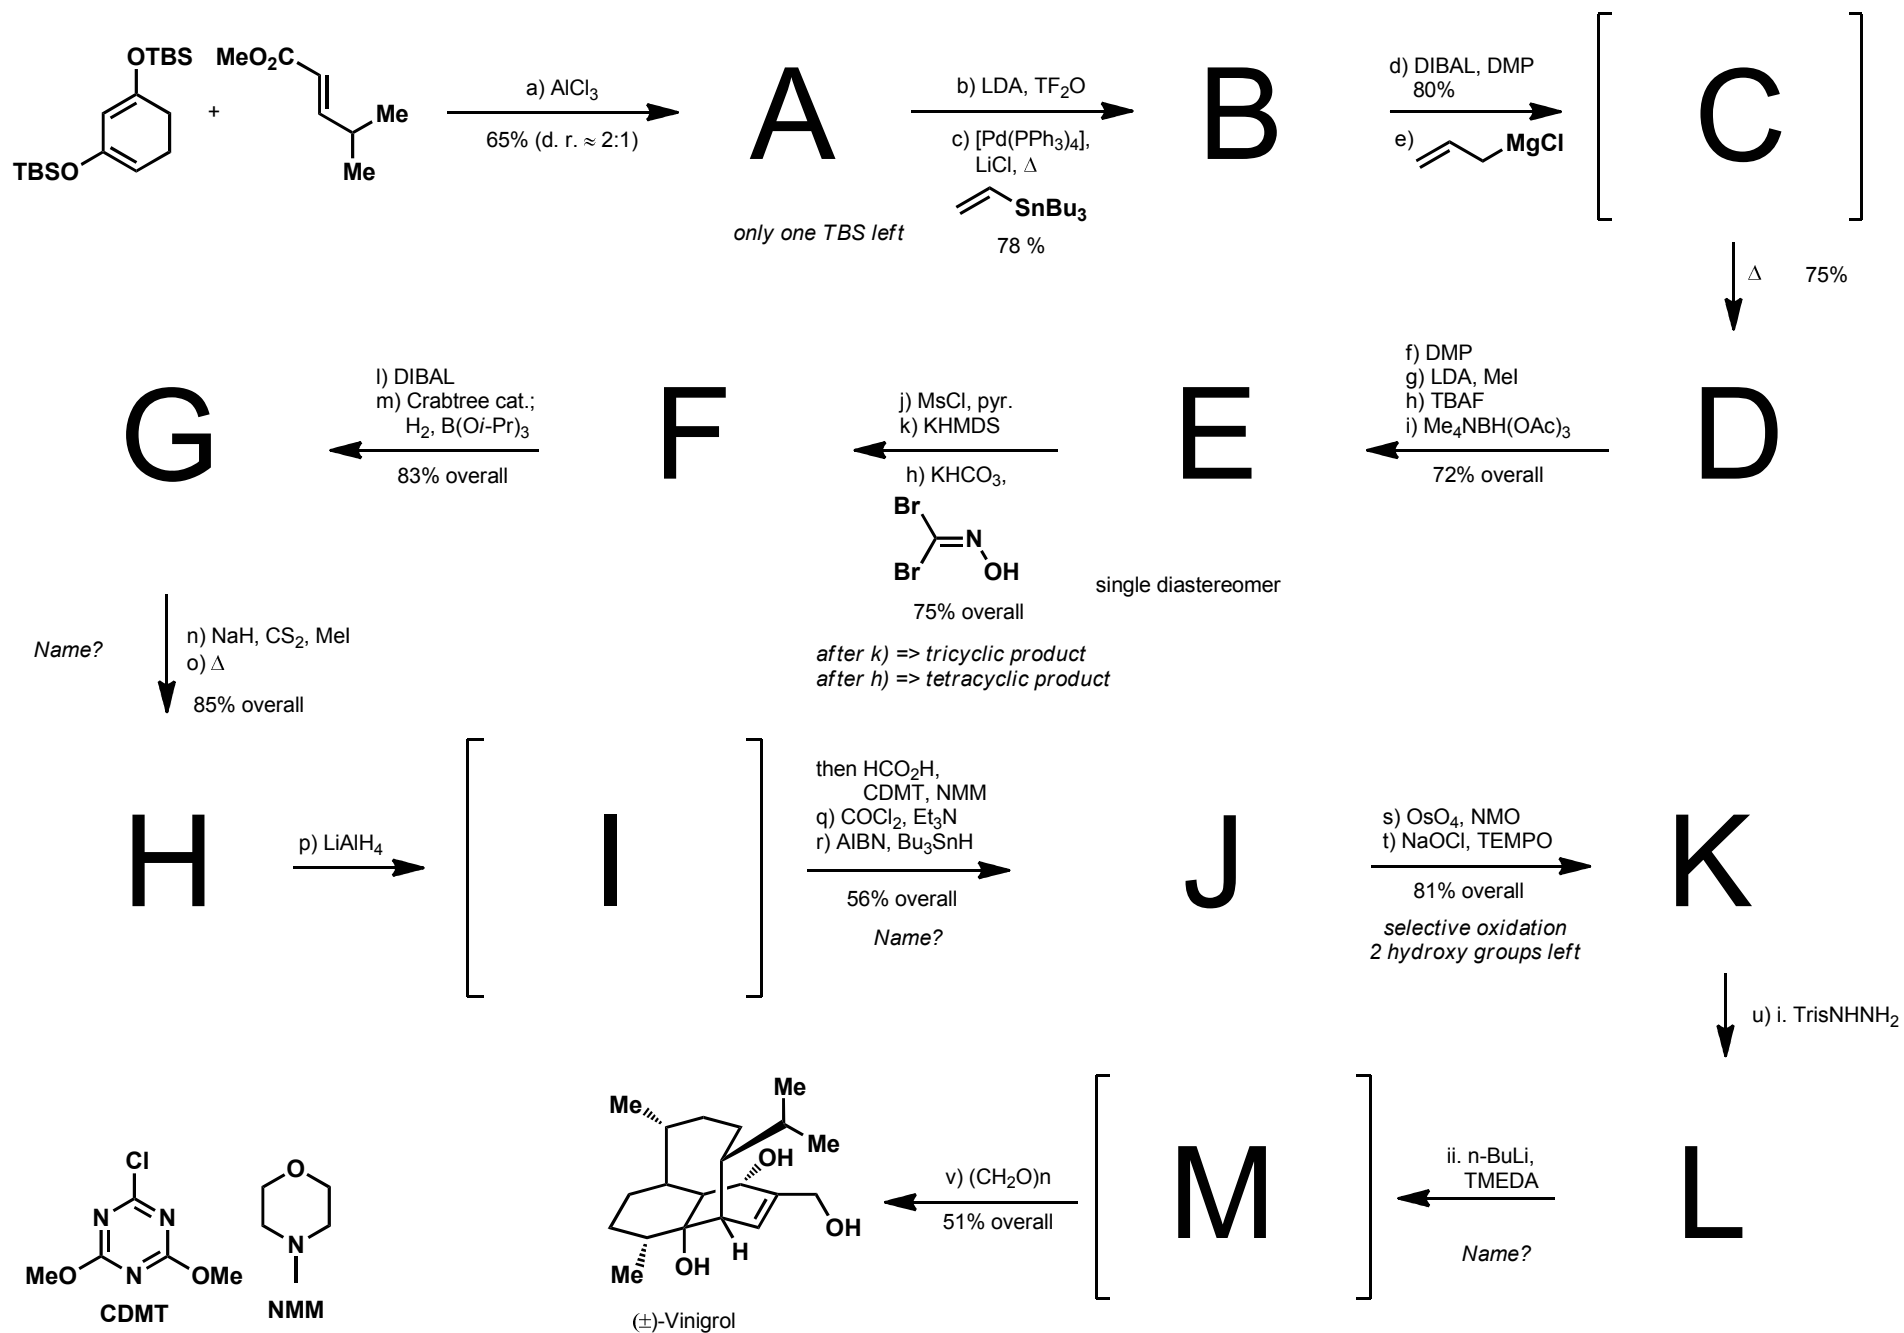 OTBS
TBSO
+
MeO2C
Me
Me
a) AlCl3
65% (d. r. ≈ 2:1)
A
only one TBS left
b) LDA, TF2O
c) [Pd(PPh3)4],
LiCl, Δ
SnBu3
78 %
B
d) DIBAL, DMP
80%
e)
MgCl
C
Δ 75%
D
f) DMP
g) LDA, MeI
h) TBAF
i) Me4NBH(OAc)3
72% overall
E
single diastereomer
j) MsCl, pyr.
k) KHMDS
h) KHCO3,
Br
N
Br
OH
75% overall
after k) => tricyclic product
after h) => tetracyclic product
F
l) DIBAL
m) Crabtree cat.;
H2, B(Oi-Pr)3
83% overall
G
Name?
n) NaH, CS2, MeI
o) Δ
85% overall
H
p) LiAlH4
I
then HCO2H,
CDMT, NMM
q) COCl2, Et3N
r) AIBN, Bu3SnH
56% overall
Name?
J
s) OsO4, NMO
t) NaOCl, TEMPO
81% overall
selective oxidation
2 hydroxy groups left
K
u) i. TrisNHNH2
L
ii. n-BuLi,
TMEDA
Name?
M
v) (CH2O)n
51% overall
Me
Me
Me
OH
OH
H
OH
Me
(±)-Vinigrol
Cl
N
N
MeO
N
OMe
CDMT
O
N
NMM